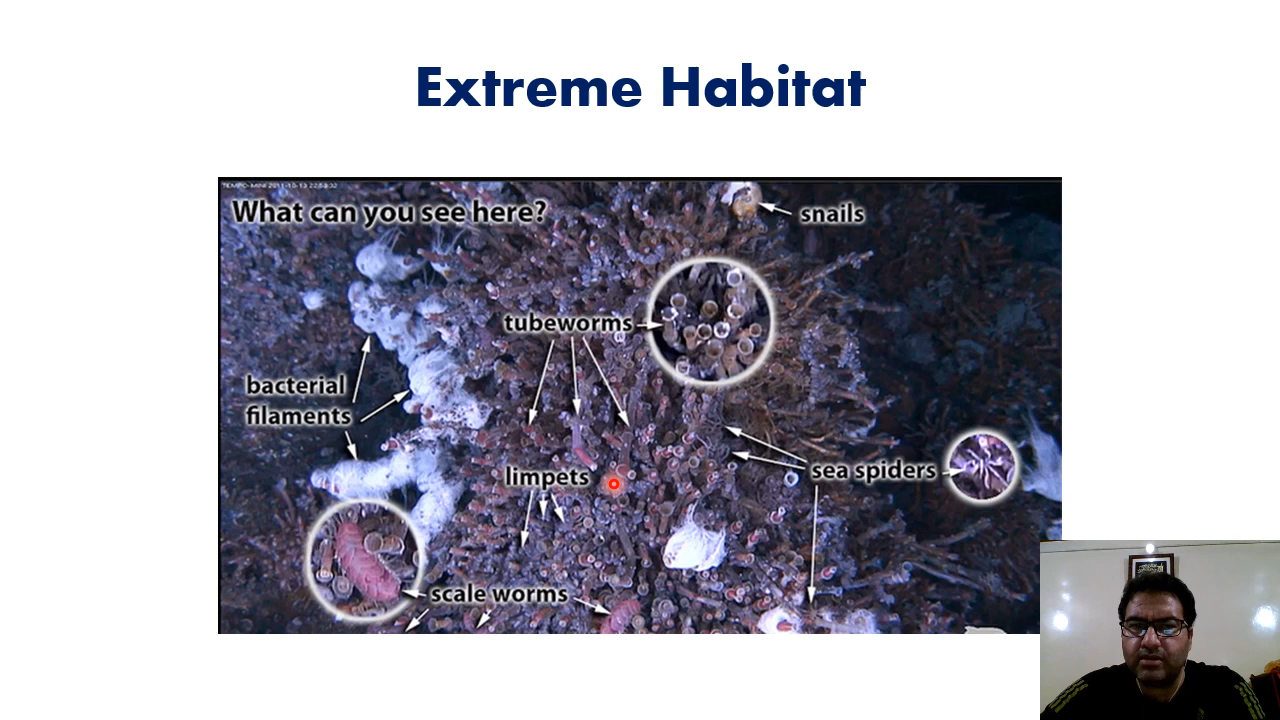 Extreme Habitat
TEMPO-MINI 2011-10-13 22:53:32
What can you see here?
snails
tubeworms
bacterial
filaments
limpets
sea spiders
scale worms